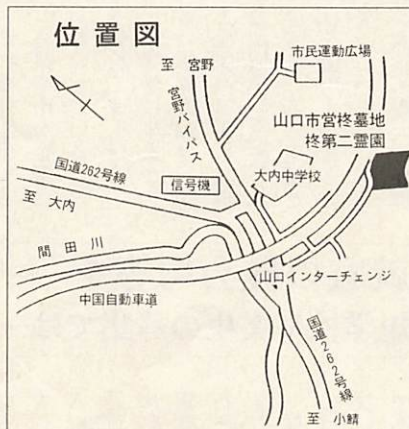 位置図
至 宮野
市民運動広場
宮野バイパス
山口市営柊墓地
柊第二霊園
国道262号線
信号機
大内中学校
至 大内
間田川
山口インターチェンジ
中国自動車道
国道262号線
至 小鯖